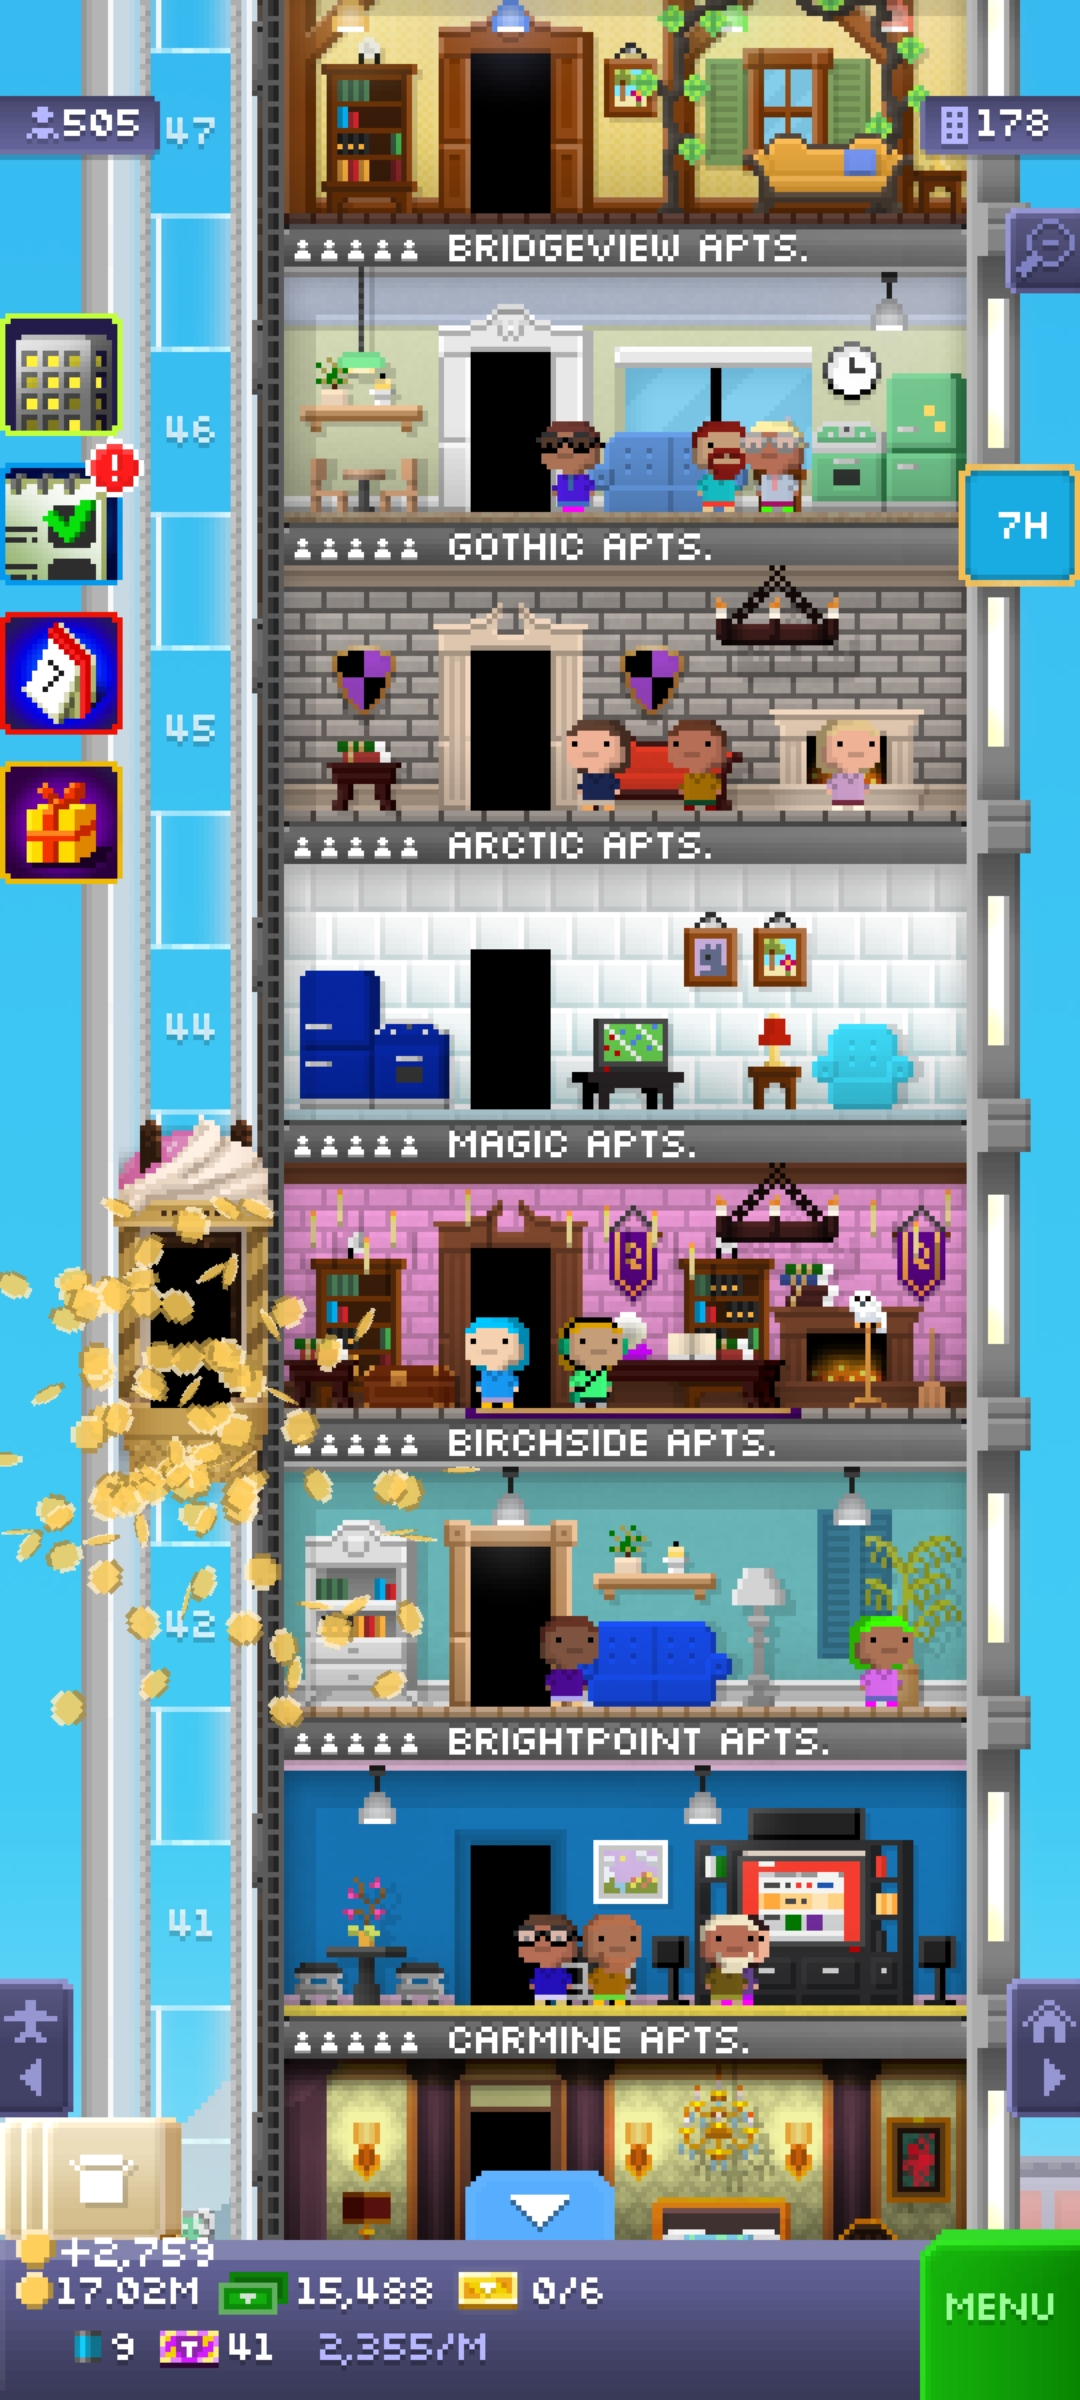 505
47
178
BRIDGEVIEW APTS.
46
7H
GOTHIC APTS.
45
ARCTIC APTS.
44
MAGIC APTS.
BIRCHSIDE APTS.
42
BRIGHTPOINT APTS.
41
CARMINE APTS.
+2,759
17.02M 15,488 0/6
MENU
9 41 2,355/M